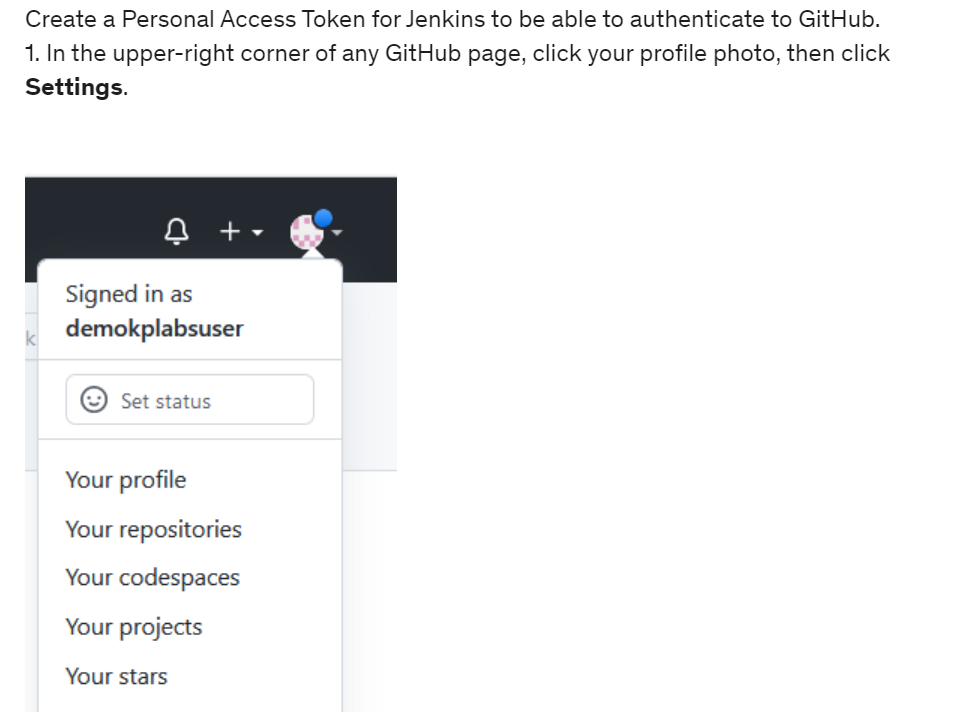 Create a Personal Access Token for Jenkins to be able to authenticate to GitHub.
1. In the upper-right corner of any GitHub page, click your profile photo, then click
Settings.
Signed in as
demokplabsuser
k
Set status
Your profile
Your repositories
Your codespaces
Your projects
Your stars